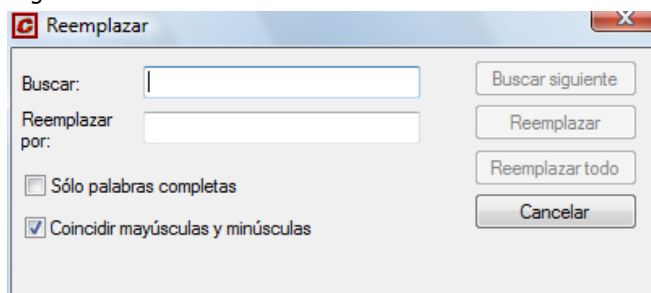 Reemplazar
Buscar:
Buscar siguiente
Reemplazar por:
Reemplazar
Sólo palabras completas
Reemplazar todo
Coincidir mayúsculas y minúsculas
Cancelar